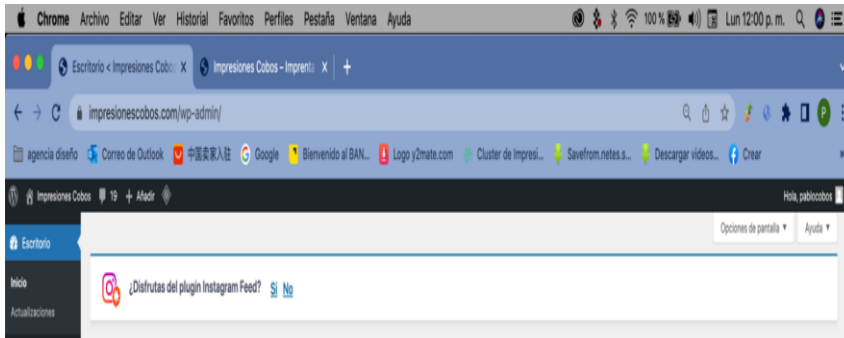 Chrome Archivo Editar Ver Historial Favoritos Perfiles Pestaña Ventana Ayuda 100 % Lun 12:00 p. m.
Escritorio < Impresiones Cobo X Impresiones Cobos – Imprenta X +
impresionescobos.com/wp-admin/ P
agencia diseño Correo de Outlook 中国卖家入驻 Google Bienvenido al BAN... Logo y2mate.com Cluster de Impresi... Savefrom.netes.s... Descargar videos... Crear »
Impresiones Cobos 19 + Añadir Hola, pablocobos
Opciones de pantalla ▼ Ayuda ▼
Escritorio
Inicio
¿Disfrutas del plugin Instagram Feed? Sí No
Actualizaciones